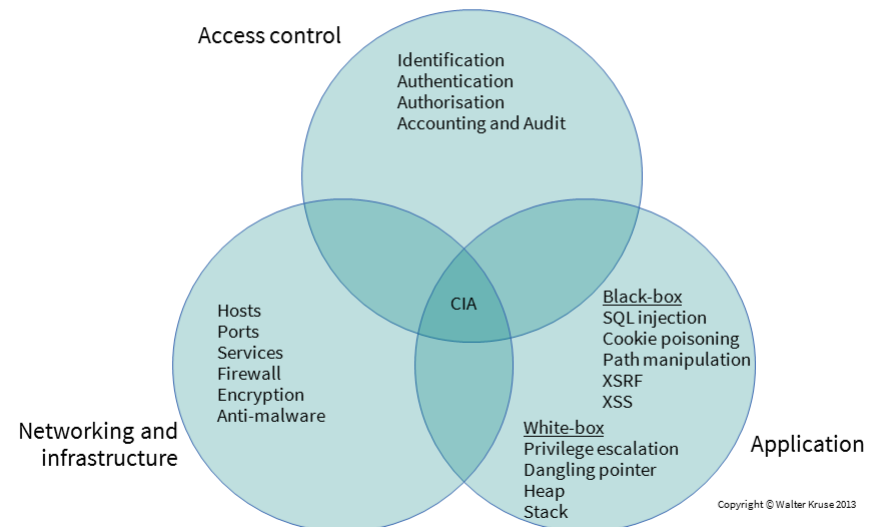 Access control
Identification
Authentication
Authorisation
Accounting and Audit
CIA
Hosts
Ports
Services
Firewall
Encryption
Anti-malware
Networking and
infrastructure
Black-box
SQL injection
Cookie poisoning
Path manipulation
XSRF
XSS
White-box
Privilege escalation
Dangling pointer
Heap
Stack
Application
Copyright © Walter Kruse 2013